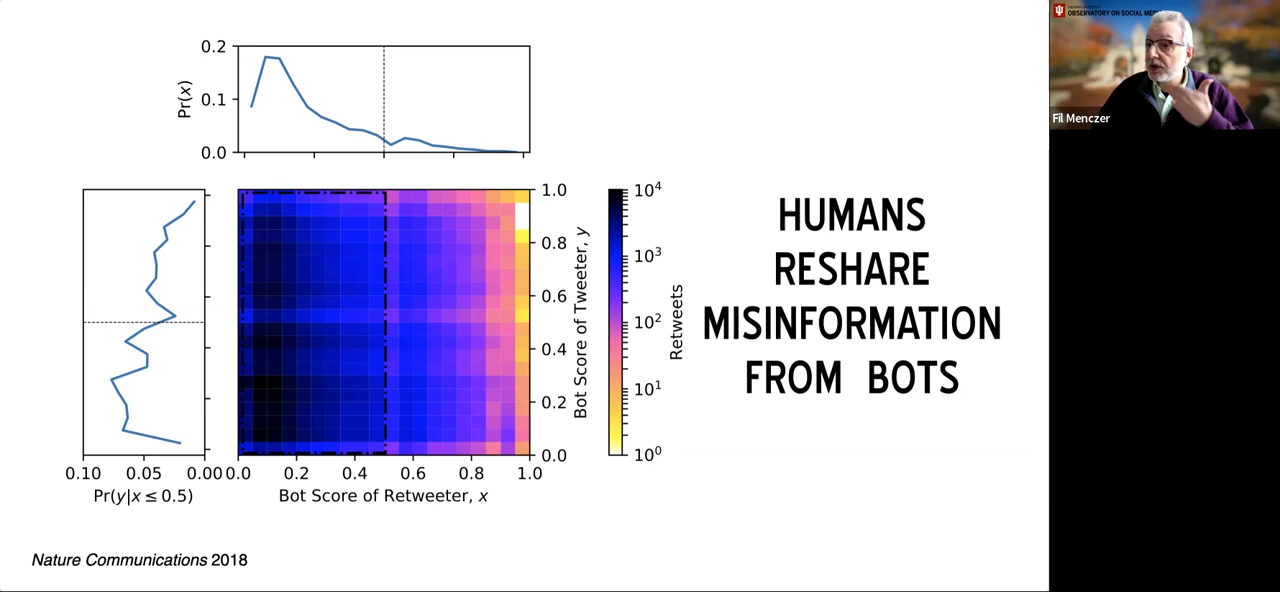 0.2
0.1
0.0
Pr(x)
1.0
0.8
0.6
0.4
0.2
0.0
Bot Score of Tweeter, y
10⁴
10³
10²
10¹
10⁰
Retweets
0.10 0.05 0.00
Pr(y|x ≤ 0.5)
0.0 0.2 0.4 0.6 0.8 1.0
Bot Score of Retweeter, x
HUMANS
RESHARE
MISINFORMATION
FROM BOTS
Nature Communications 2018
OBSERVATORY ON SOCIAL
Fil Menczer